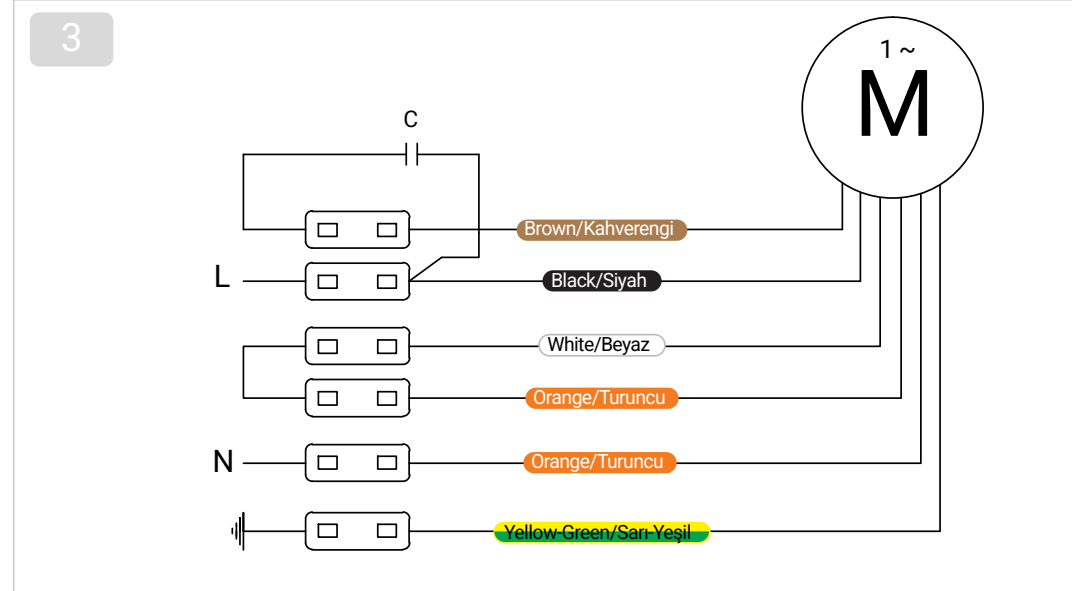 3
1 ~
M
C
Brown/Kahverengi
L
Black/Siyah
White/Beyaz
Orange/Turuncu
N
Orange/Turuncu
Yellow-Green/Sarı-Yeşil